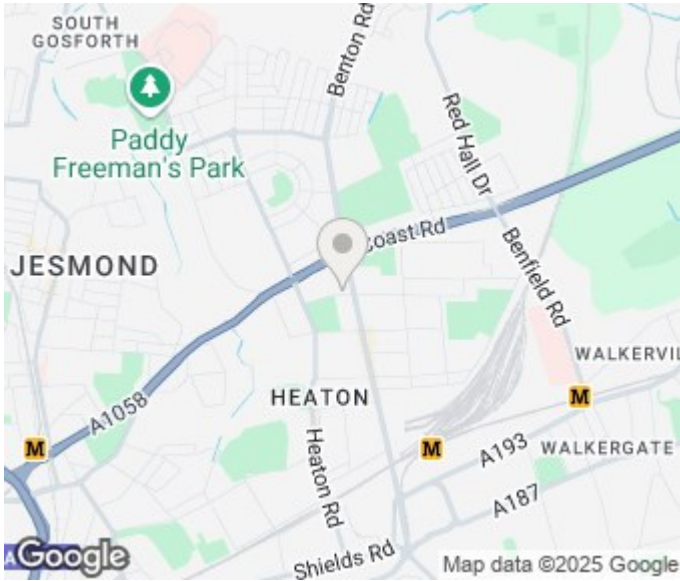 SOUTH
GOSFORTH
Benton Rd
Paddy
Freeman's Park
Red Hall Dr
Coast Rd
JESMOND
Benfield Rd
WALKERVIL
HEATON
A1058
M
M
M
Heaton Rd
A193
WALKERGATE
A187
Shields Rd
A
Google
Map data ©2025 Google